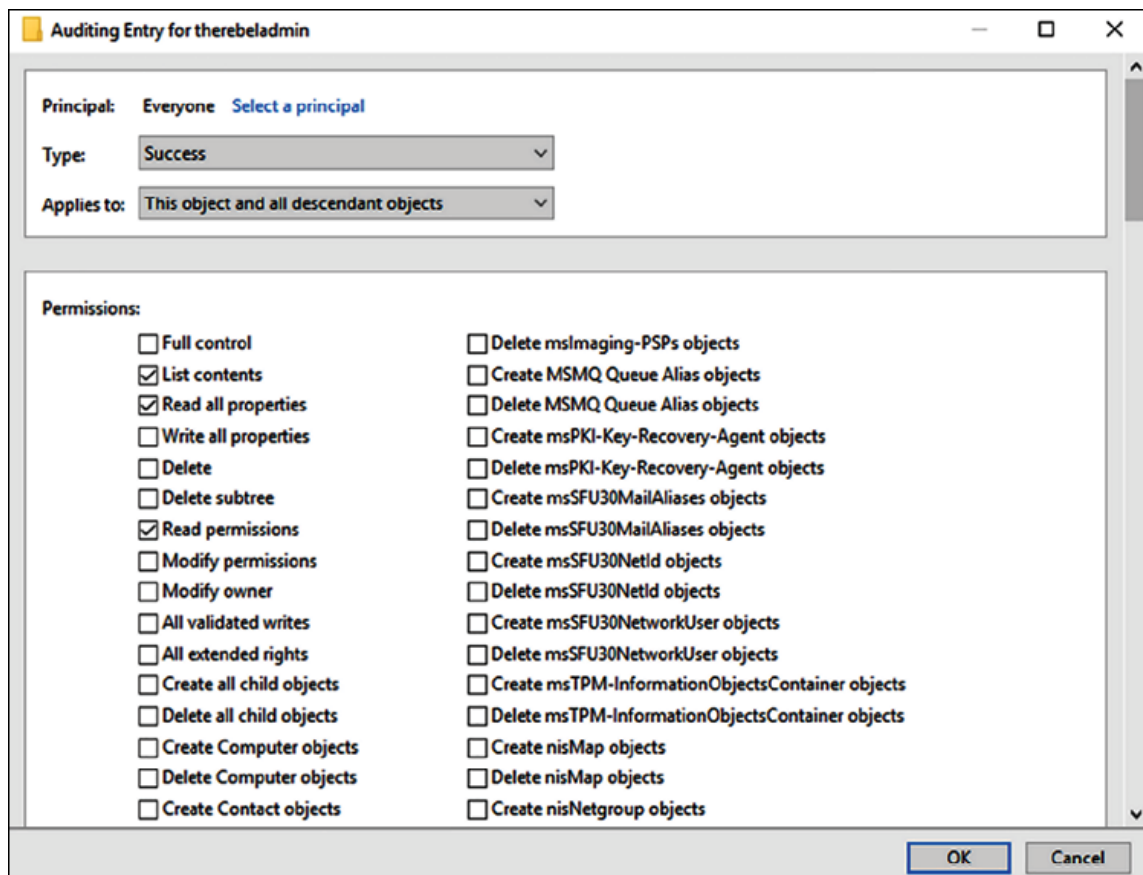 Auditing Entry for therebeladmin
Principal: Everyone Select a principal
Type: Success
Applies to: This object and all descendant objects
Permissions:
Full control
List contents
Read all properties
Write all properties
Delete
Delete subtree
Read permissions
Modify permissions
Modify owner
All validated writes
All extended rights
Create all child objects
Delete all child objects
Create Computer objects
Delete Computer objects
Create Contact objects
Delete msImaging-PSPs objects
Create MSMQ Queue Alias objects
Delete MSMQ Queue Alias objects
Create msPKI-Key-Recovery-Agent objects
Delete msPKI-Key-Recovery-Agent objects
Create msSFU30MailAliases objects
Delete msSFU30MailAliases objects
Create msSFU30NetId objects
Delete msSFU30NetId objects
Create msSFU30NetworkUser objects
Delete msSFU30NetworkUser objects
Create msTPM-InformationObjectsContainer objects
Delete msTPM-InformationObjectsContainer objects
Create nisMap objects
Delete nisMap objects
Create nisNetgroup objects
OK
Cancel